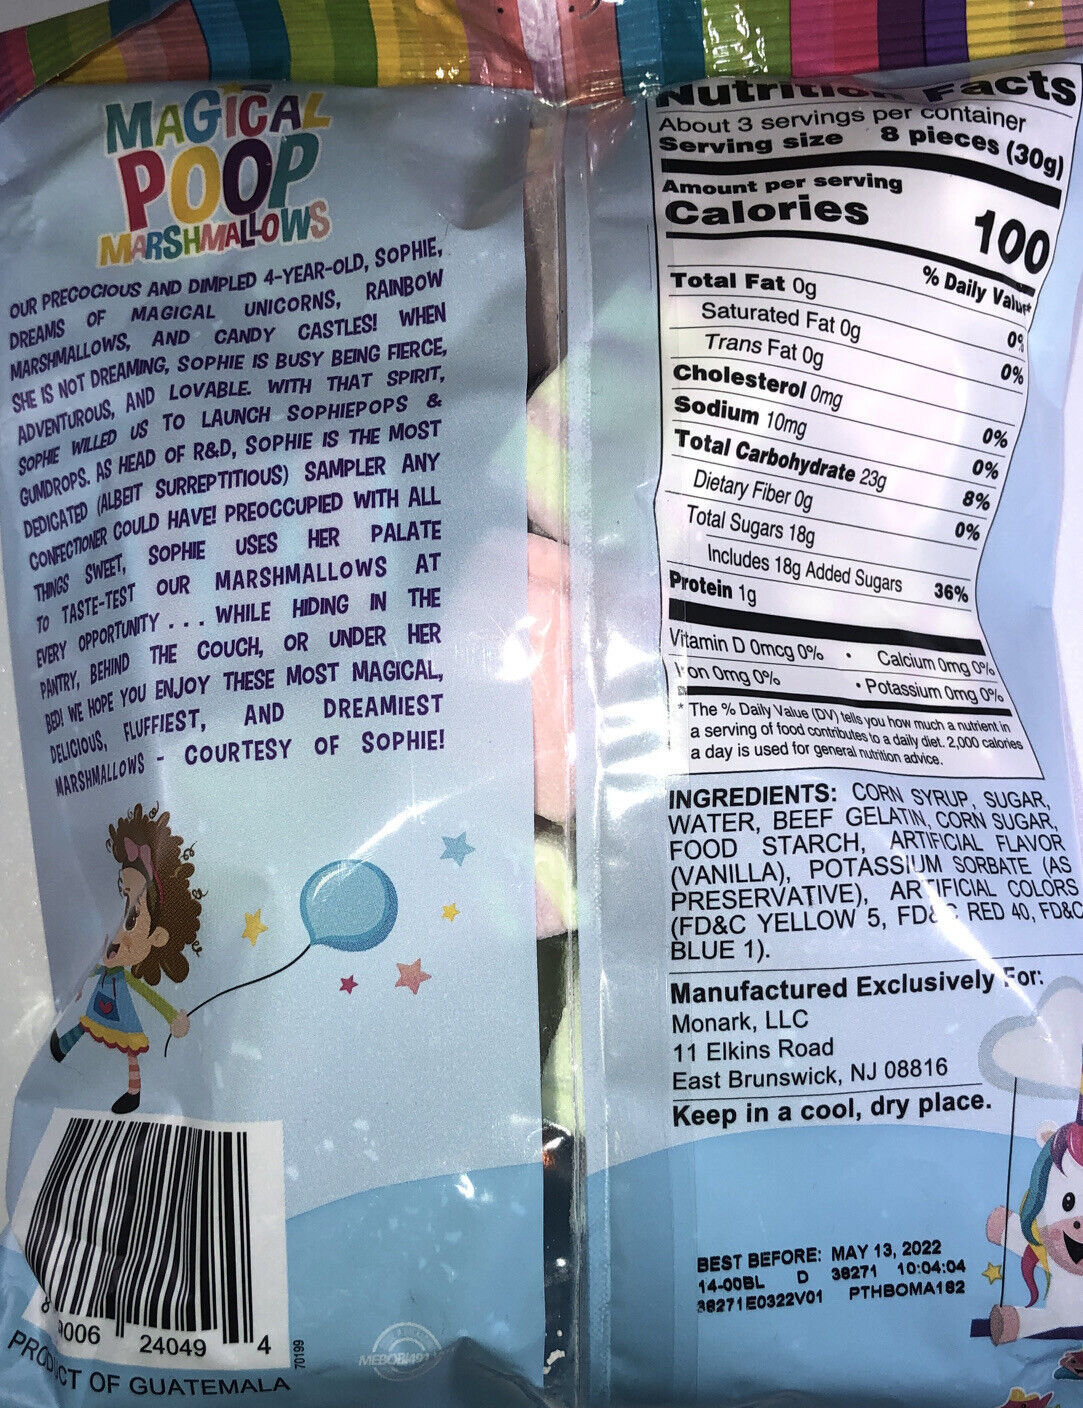 MAGICAL
POOP
MARSHMALLOWS
OUR PRECOCIOUS AND DIMPLED 4-YEAR-OLD, SOPHIE,
DREAMS OF MAGICAL UNICORNS, RAINBOW
MARSHMALLOWS, AND CANDY CASTLES! WHEN
SHE IS NOT DREAMING, SOPHIE IS BUSY BEING FIERCE,
ADVENTUROUS, AND LOVABLE. WITH THAT SPIRIT,
SOPHIE WILLED US TO LAUNCH SOPHIEPOPS &
GUMDROPS. AS HEAD OF R&D, SOPHIE IS THE MOST
DEDICATED (ALBEIT SURREPTITIOUS) SAMPLER ANY
CONFECTIONER COULD HAVE! PREOCCUPIED WITH ALL
THINGS SWEET, SOPHIE USES HER PALATE
TO TASTE-TEST OUR MARSHMALLOWS AT
EVERY OPPORTUNITY . . . WHILE HIDING IN THE
PANTRY, BEHIND THE COUCH, OR UNDER HER
BED! WE HOPE YOU ENJOY THESE MOST MAGICAL,
DELICIOUS, FLUFFIEST, AND DREAMIEST
MARSHMALLOWS - COURTESY OF SOPHIE!
24049 4
70199
PRODUCT OF GUATEMALA
Nutrition Facts
About 3 servings per container
Serving size 8 pieces (30g)
Amount per serving
Calories 100
% Daily Value*
Total Fat 0g 0%
Saturated Fat 0g 0%
Trans Fat 0g
Cholesterol 0mg 0%
Sodium 10mg 0%
Total Carbohydrate 23g 8%
Dietary Fiber 0g 0%
Total Sugars 18g
Includes 18g Added Sugars 36%
Protein 1g
Vitamin D 0mcg 0% • Calcium 0mg 0%
Iron 0mg 0% • Potassium 0mg 0%
* The % Daily Value (DV) tells you how much a nutrient in
a serving of food contributes to a daily diet. 2,000 calories
a day is used for general nutrition advice.
INGREDIENTS: CORN SYRUP, SUGAR,
WATER, BEEF GELATIN, CORN SUGAR,
FOOD STARCH, ARTIFICIAL FLAVOR
(VANILLA), POTASSIUM SORBATE (AS
PRESERVATIVE), ARTIFICIAL COLORS
(FD&C YELLOW 5, FD&C RED 40, FD&C
BLUE 1).
Manufactured Exclusively For:
Monark, LLC
11 Elkins Road
East Brunswick, NJ 08816
Keep in a cool, dry place.
BEST BEFORE: MAY 13, 2022
14-00BL D 38271 10:04:04
38271E0322V01 PTHBOMA182